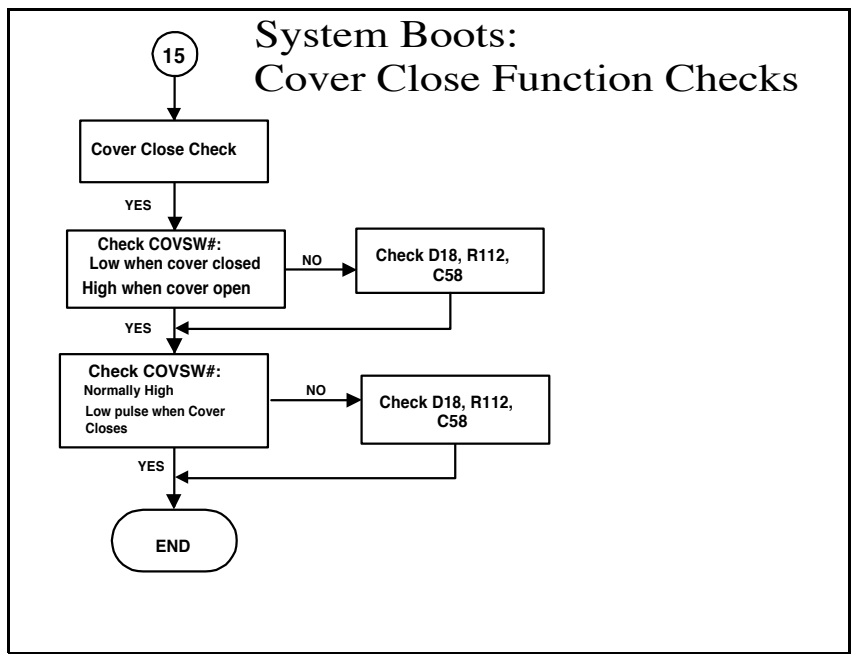 System Boots:
Cover Close Function Checks
15
Cover Close Check
YES
Check COVSW#:
Low when cover closed
High when cover open
NO
Check D18, R112,
C58
YES
Check COVSW#:
Normally High
Low pulse when Cover
Closes
NO
Check D18, R112,
C58
YES
END